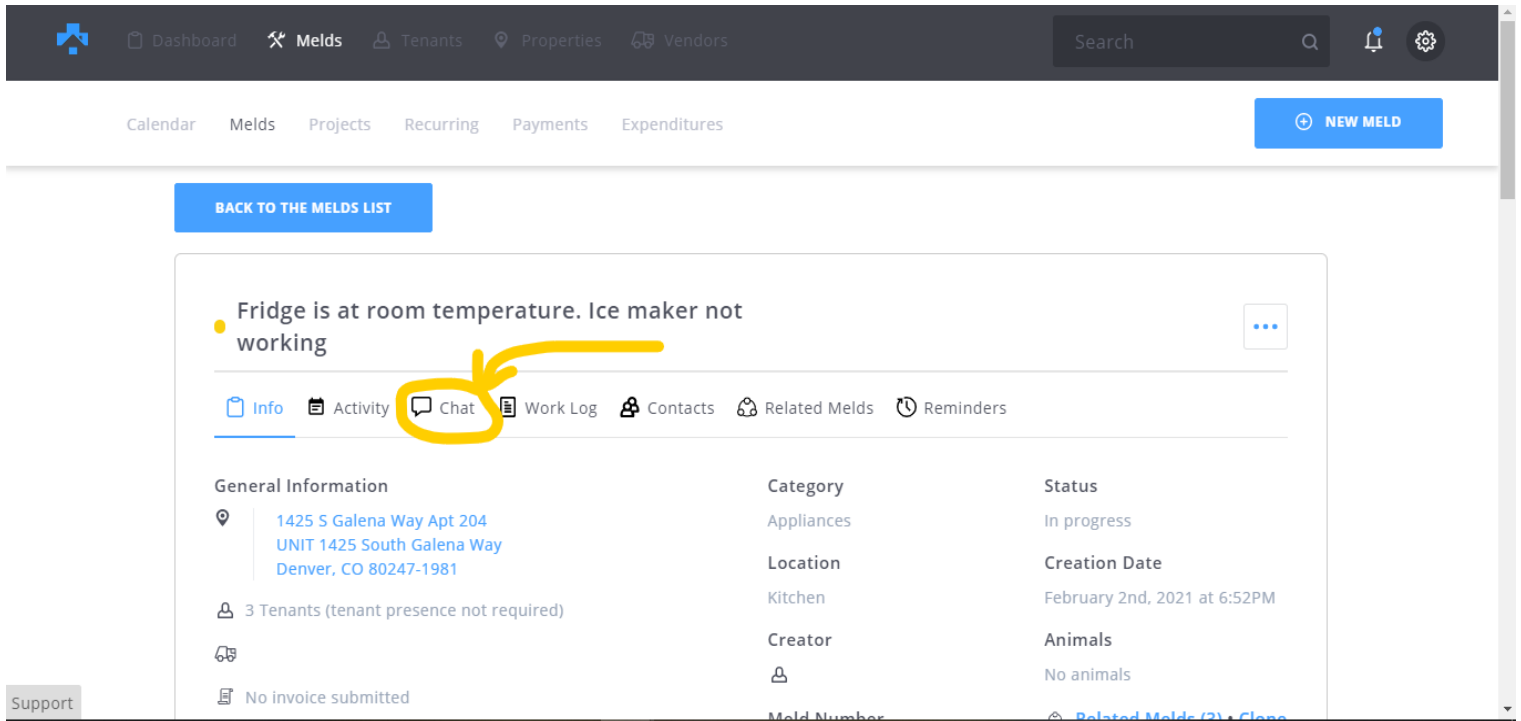 Dashboard Melds Tenants Properties Vendors Search
Calendar Melds Projects Recurring Payments Expenditures NEW MELD
BACK TO THE MELDS LIST
Fridge is at room temperature. Ice maker not
working
Info Activity Chat Work Log Contacts Related Melds Reminders
General Information
1425 S Galena Way Apt 204
UNIT 1425 South Galena Way
Denver, CO 80247-1981
3 Tenants (tenant presence not required)
No invoice submitted
Category
Appliances
Location
Kitchen
Creator
Meld Number
Status
In progress
Creation Date
February 2nd, 2021 at 6:52PM
Animals
No animals
Related Melds (3) • Clone
Support